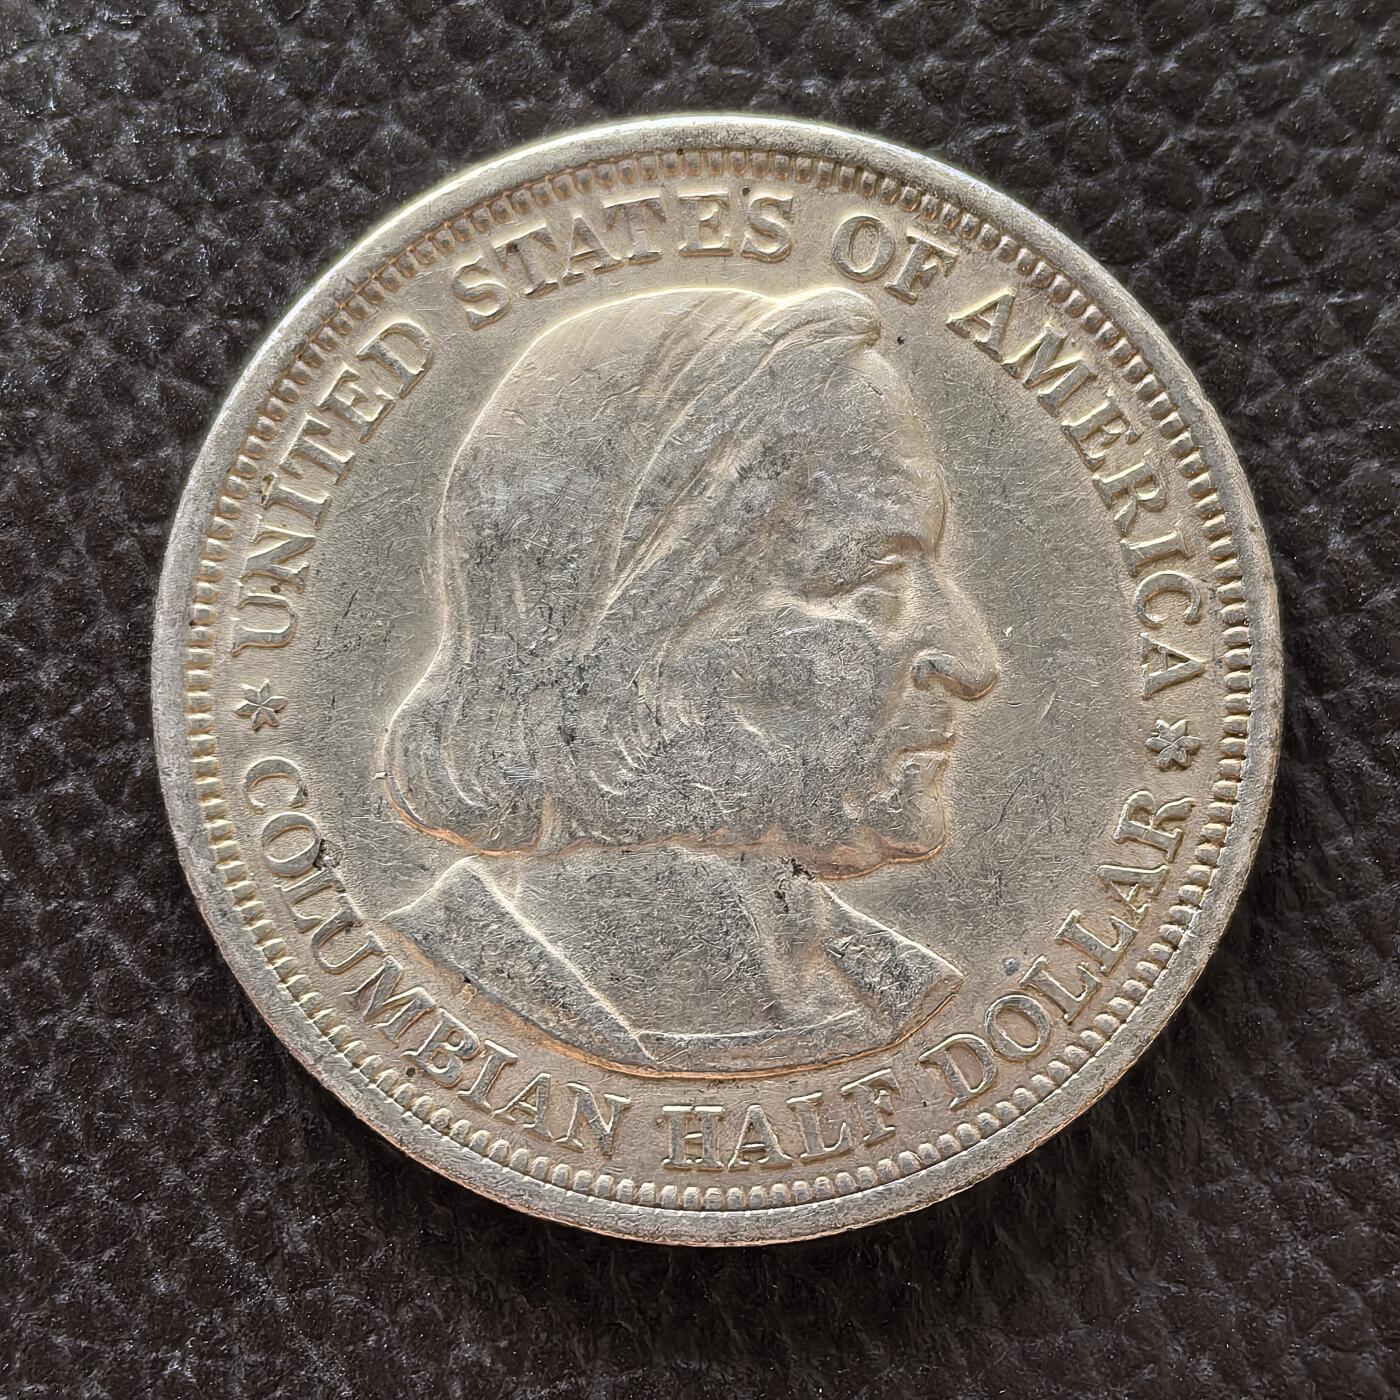 UNITED STATES OF AMERICA
COLUMBIAN HALF DOLLAR